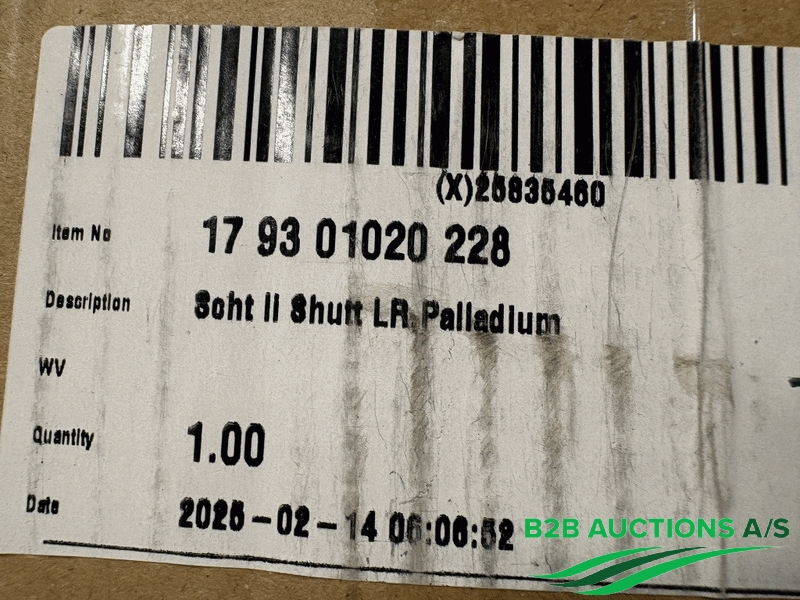 (X)25835460
Item No 17 93 01020 228
Description Soht II Shutt LR Palladium
WV
Quantity 1.00
Date 2025-02-14 06:06:52
B2B AUCTIONS A/S